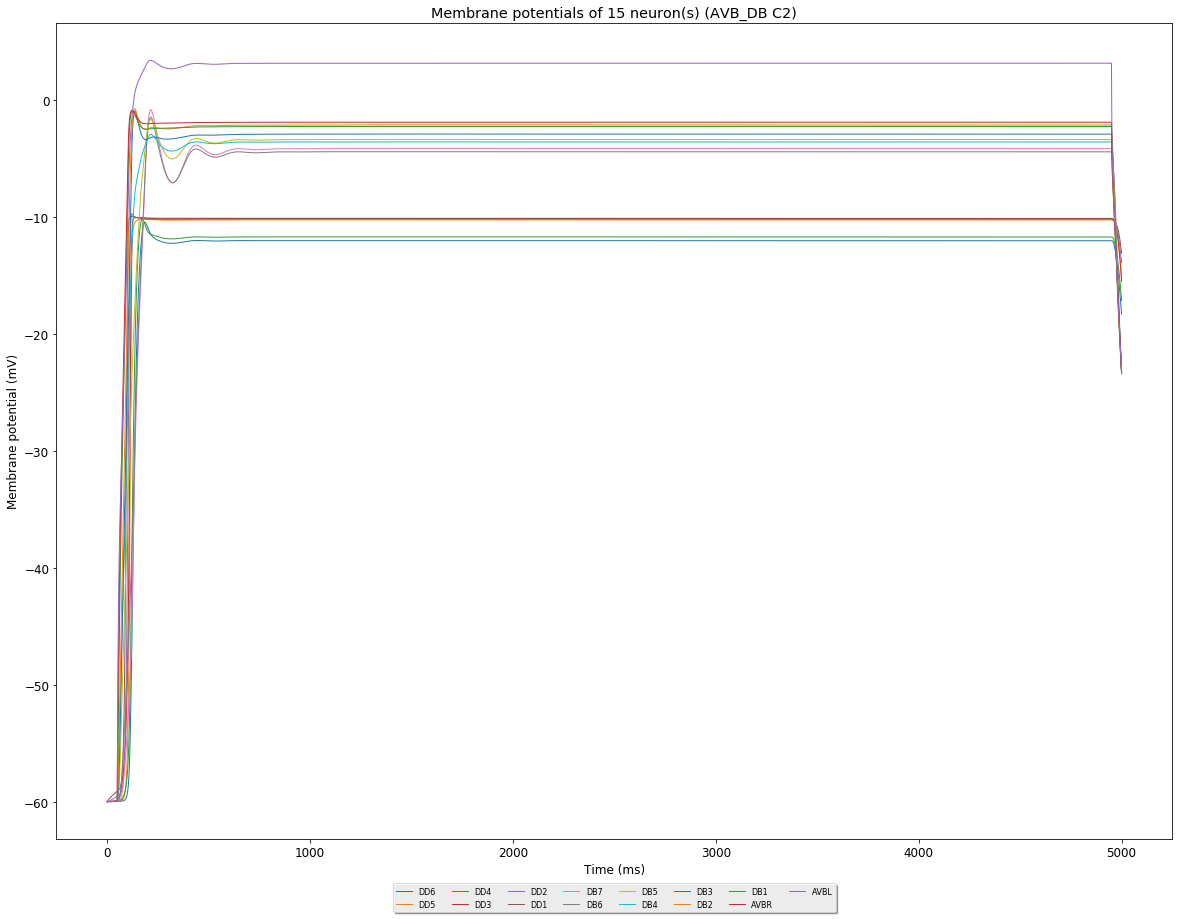 Membrane potentials of 15 neuron(s) (AVB_DB C2)
Membrane potential (mV)
0
−10
−20
−30
−40
−50
−60
0 1000 2000 3000 4000 5000
Time (ms)
DD6 DD4 DD2 DB7 DB5 DB3 DB1 AVBL
DD5 DD3 DD1 DB6 DB4 DB2 AVBR